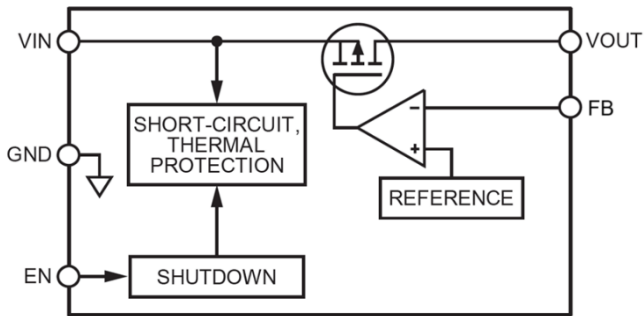 VIN
VOUT
FB
SHORT-CIRCUIT,
THERMAL
PROTECTION
GND
REFERENCE
EN
SHUTDOWN